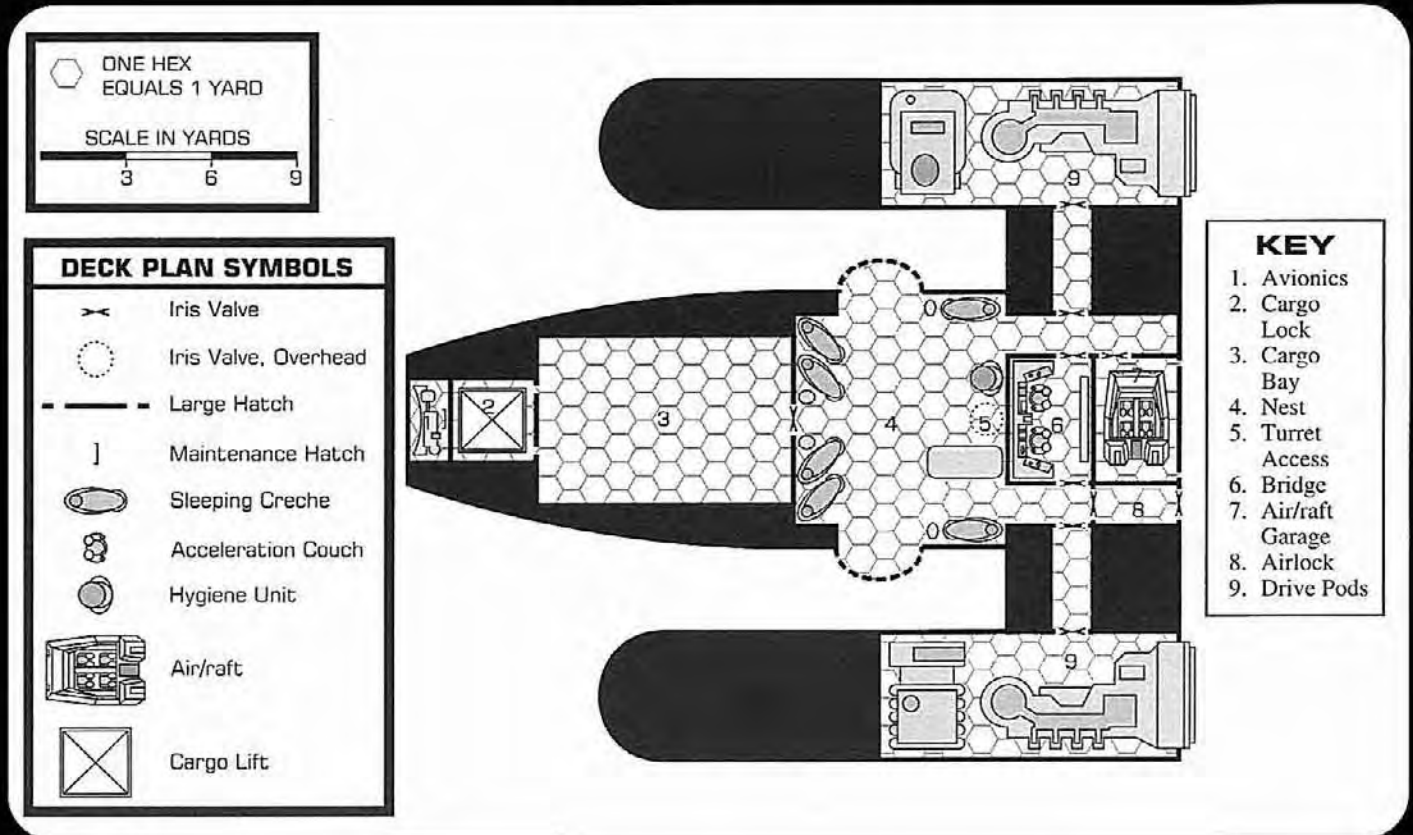 ONE HEX
EQUALS 1 YARD
SCALE IN YARDS
3 6 9
DECK PLAN SYMBOLS
Iris Valve
Iris Valve, Overhead
Large Hatch
Maintenance Hatch
Sleeping Creche
Acceleration Couch
Hygiene Unit
Air/raft
Cargo Lift
9
7
2
3
4
5
6
8
9
KEY
1. Avionics
2. Cargo
Lock
3. Cargo
Bay
4. Nest
5. Turret
Access
6. Bridge
7. Air/raft
Garage
8. Airlock
9. Drive Pods